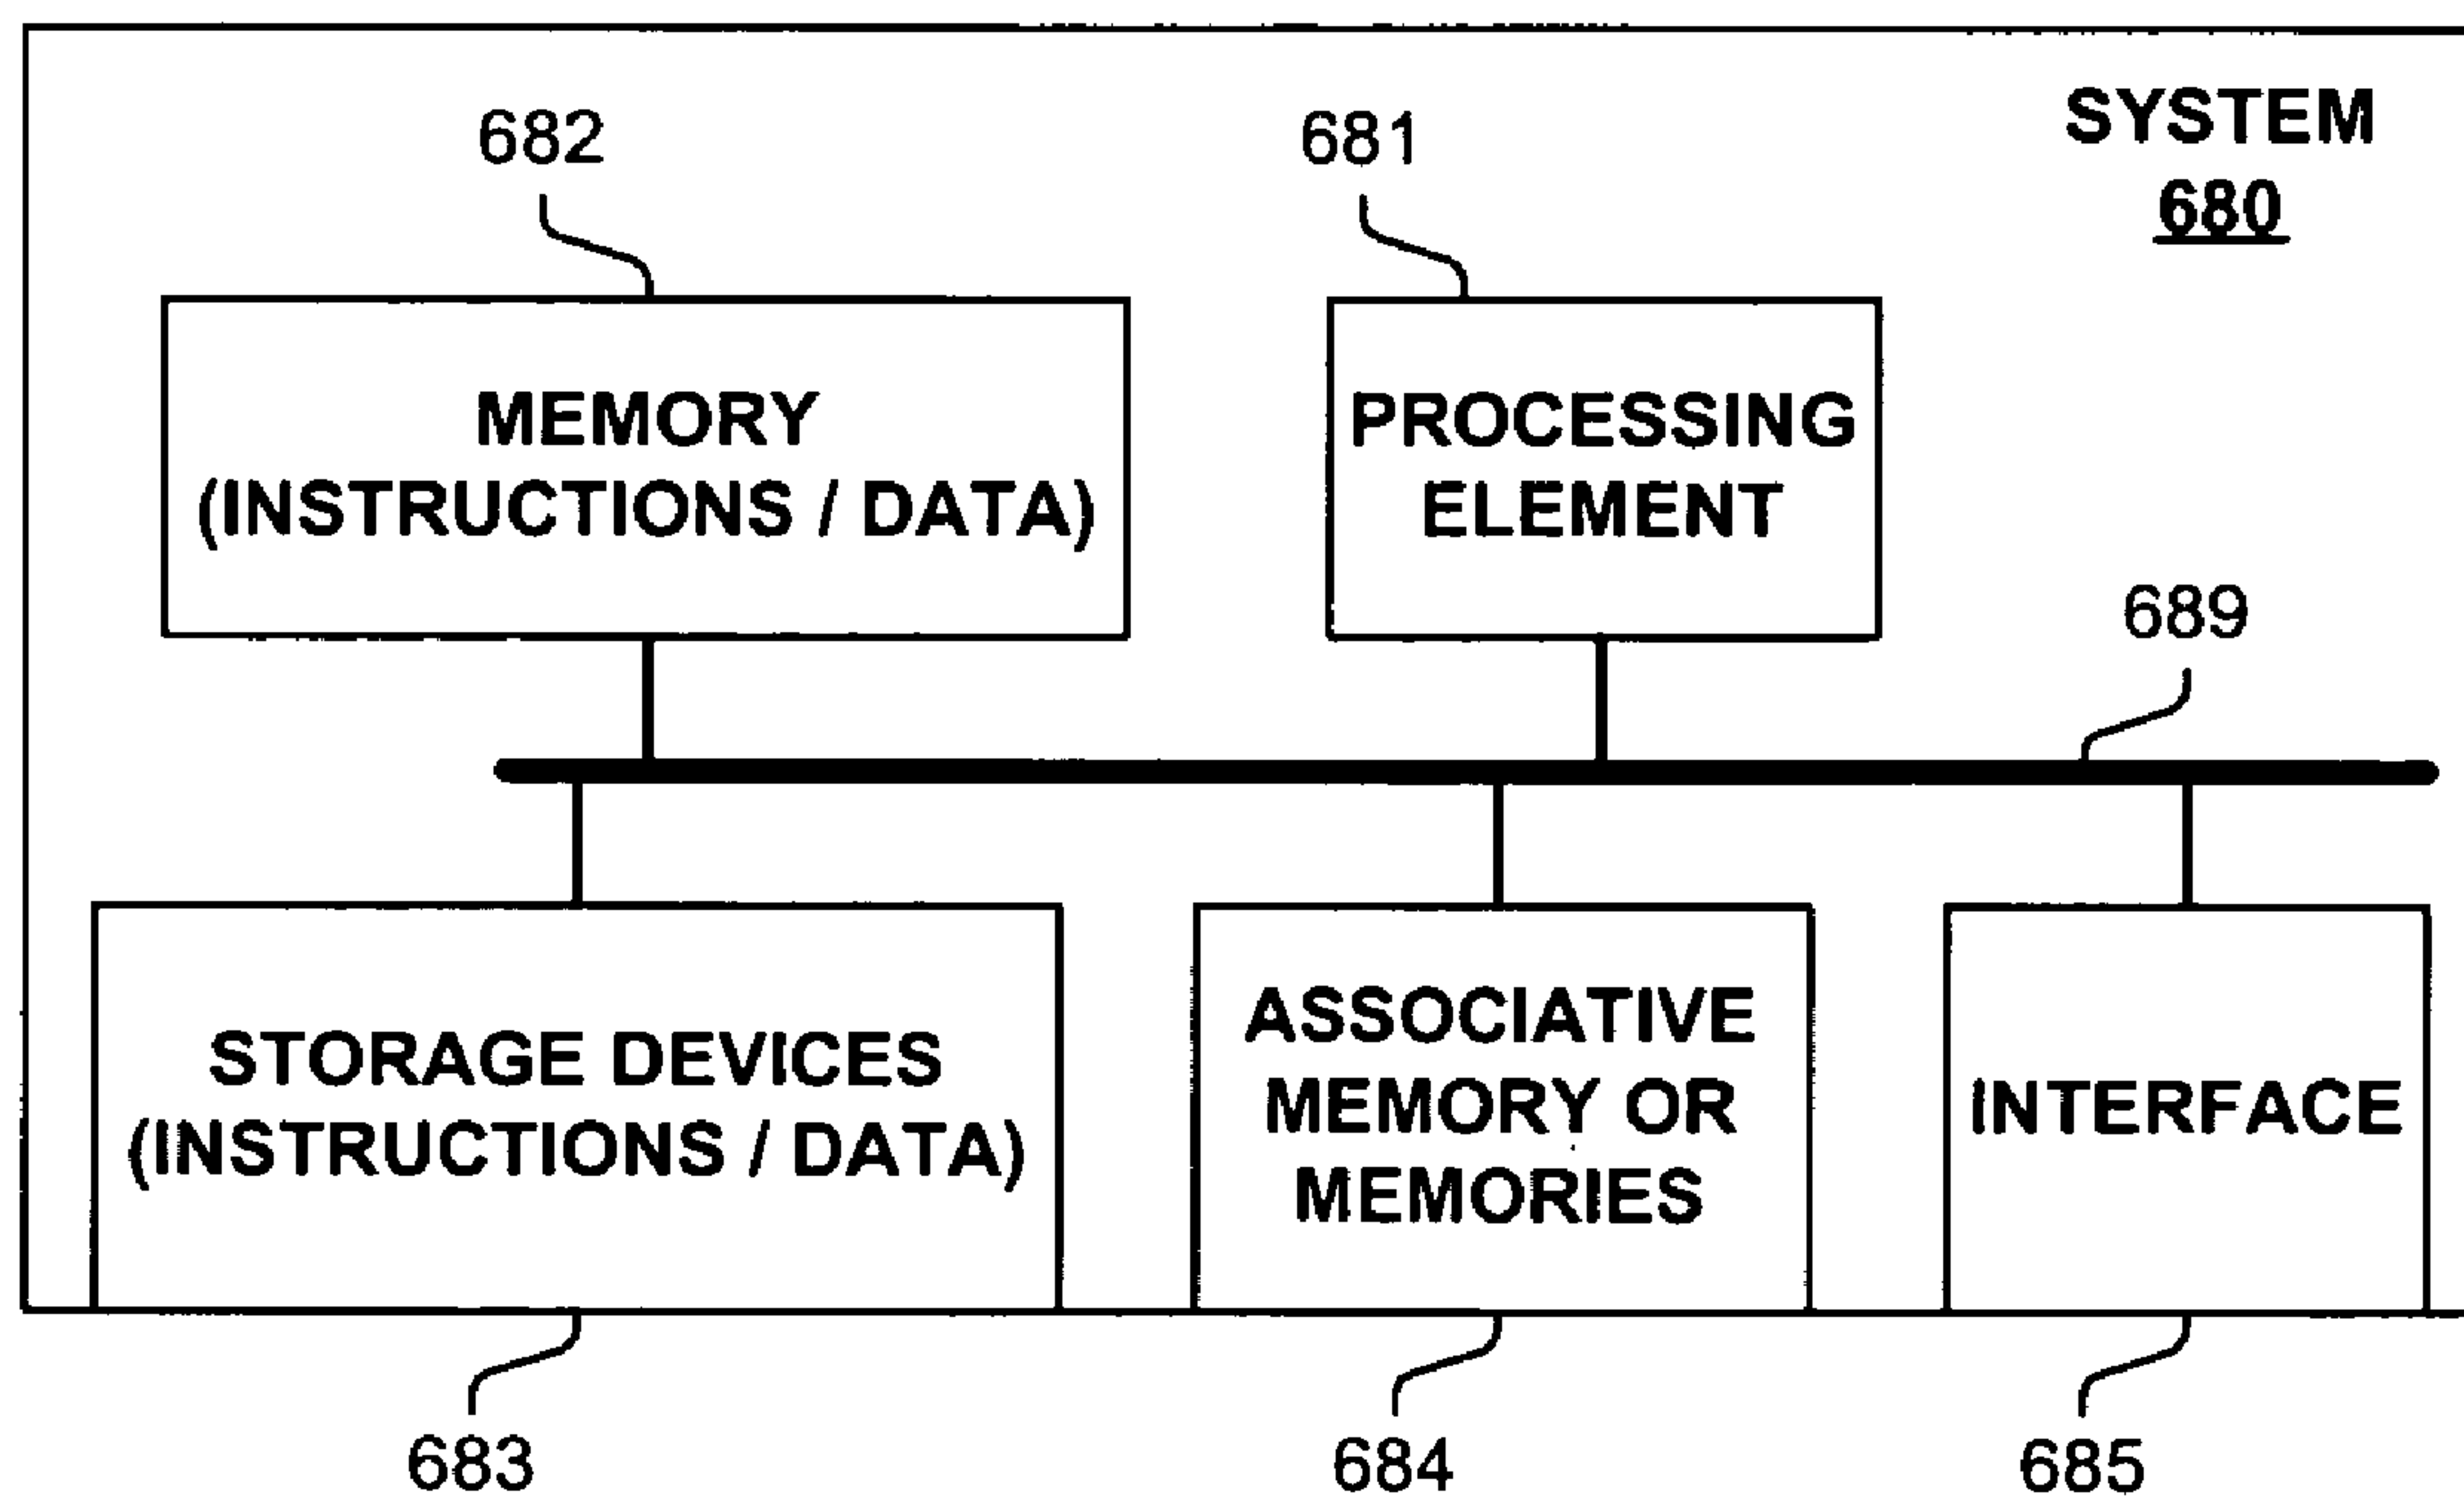 SYSTEM
680
682
681
MEMORY
(INSTRUCTIONS / DATA)
PROCESSING
ELEMENT
689
STORAGE DEVICES
(INSTRUCTIONS / DATA)
ASSOCIATIVE
MEMORY OR
MEMORIES
INTERFACE
683
684
685